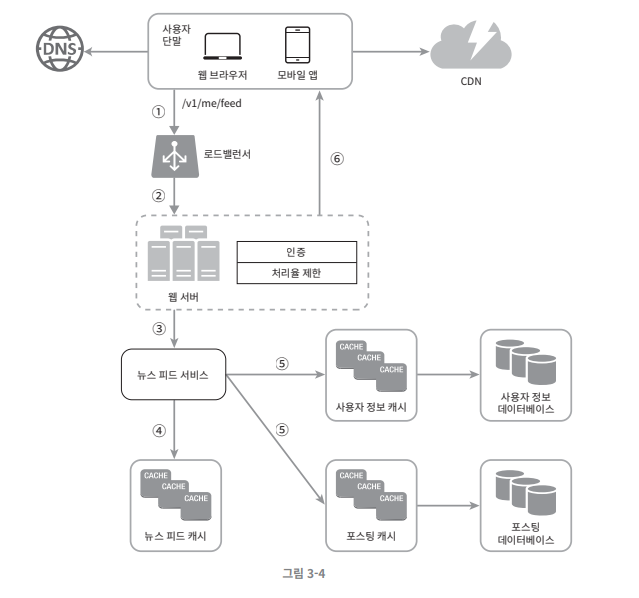 사용자
단말
DNS
웹 브라우저
모바일 앱
CDN
①
/v1/me/feed
로드밸런서
⑥
②
인증
처리율 제한
웹 서버
③
뉴스 피드 서비스
⑤
CACHE
CACHE
CACHE
사용자 정보 캐시
사용자 정보
데이터베이스
④
⑤
CACHE
CACHE
CACHE
뉴스 피드 캐시
CACHE
CACHE
CACHE
포스팅 캐시
포스팅
데이터베이스
그림 3-4